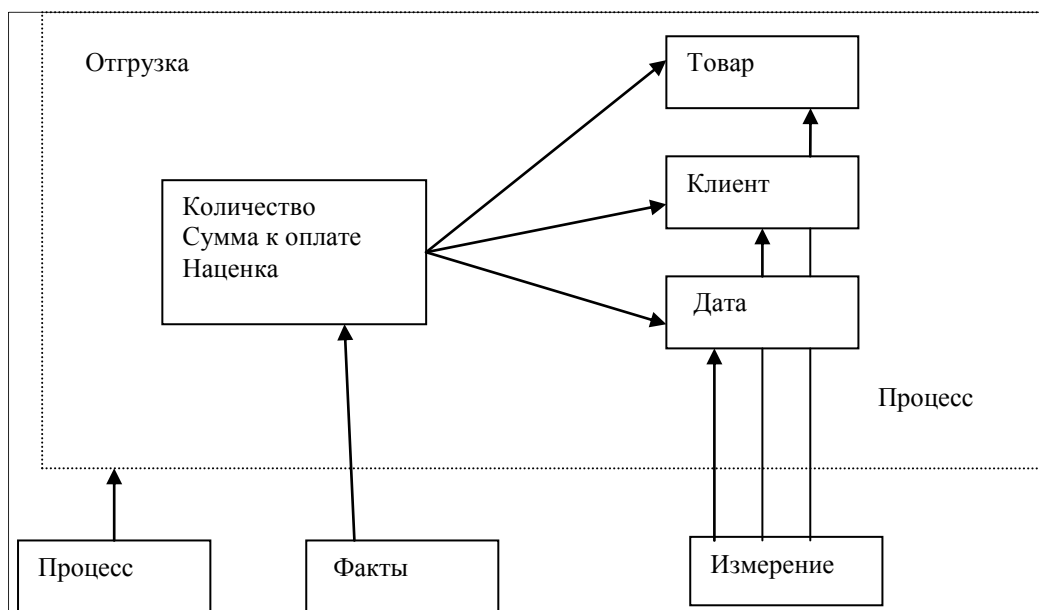 Отгрузка
Товар
Клиент
Количество
Сумма к оплате
Наценка
Дата
Процесс
Процесс
Факты
Измерение